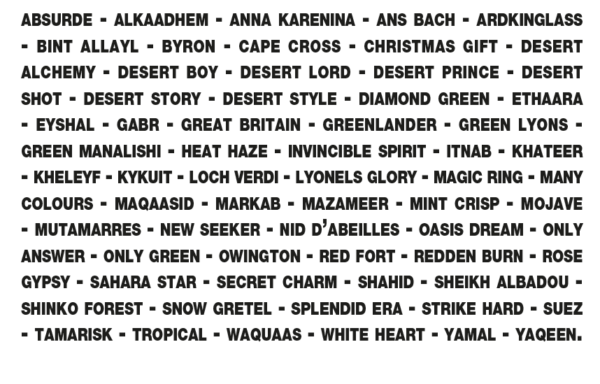 ABSURDE - ALKAADHEM - ANNA KARENINA - ANS BACH - ARDKINGLASS
- BINT ALLAYL - BYRON - CAPE CROSS - CHRISTMAS GIFT - DESERT
ALCHEMY - DESERT BOY - DESERT LORD - DESERT PRINCE - DESERT
SHOT - DESERT STORY - DESERT STYLE - DIAMOND GREEN - ETHAARA
- EYSHAL - GABR - GREAT BRITAIN - GREENLANDER - GREEN LYONS -
GREEN MANALISHI - HEAT HAZE - INVINCIBLE SPIRIT - ITNAB - KHATEER
- KHELEYF - KYKUIT - LOCH VERDI - LYONELS GLORY - MAGIC RING - MANY
COLOURS - MAQAASID - MARKAB - MAZAMEER - MINT CRISP - MOJAVE
- MUTAMARRES - NEW SEEKER - NID D'ABEILLES - OASIS DREAM - ONLY
ANSWER - ONLY GREEN - OWINGTON - RED FORT - REDDEN BURN - ROSE
GYPSY - SAHARA STAR - SECRET CHARM - SHAHID - SHEIKH ALBADOU -
SHINKO FOREST - SNOW GRETEL - SPLENDID ERA - STRIKE HARD - SUEZ
- TAMARISK - TROPICAL - WAQUAAS - WHITE HEART - YAMAL - YAQEEN.